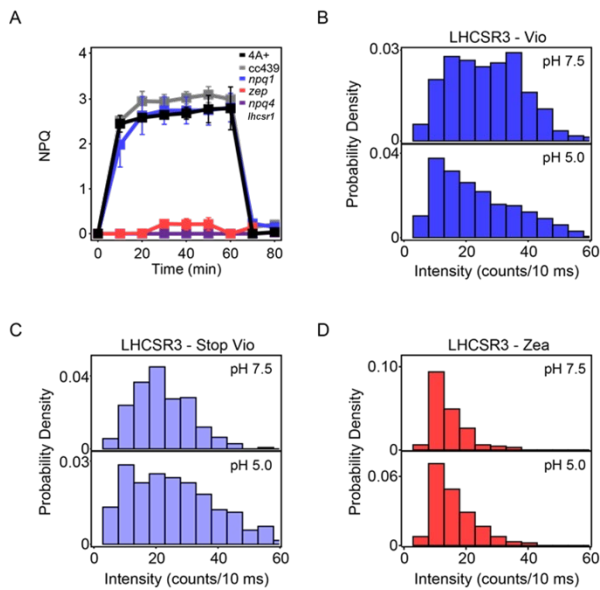 A
NPQ
4
3
2
1
0
4A+
cc439
npq1
zep
npq4
lhcsr1
0 20 40 60 80
Time (min)
B
LHCSR3 - Vio
Probability Density
0.03
0
pH 7.5
0.04
0
pH 5.0
0 20 40 60
Intensity (counts/10 ms)
C
LHCSR3 - Stop Vio
Probability Density
0.04
0
pH 7.5
0.03
0
pH 5.0
0 20 40 60
Intensity (counts/10 ms)
D
LHCSR3 - Zea
Probability Density
0.10
0
pH 7.5
0.06
0
pH 5.0
0 20 40 60
Intensity (counts/10 ms)